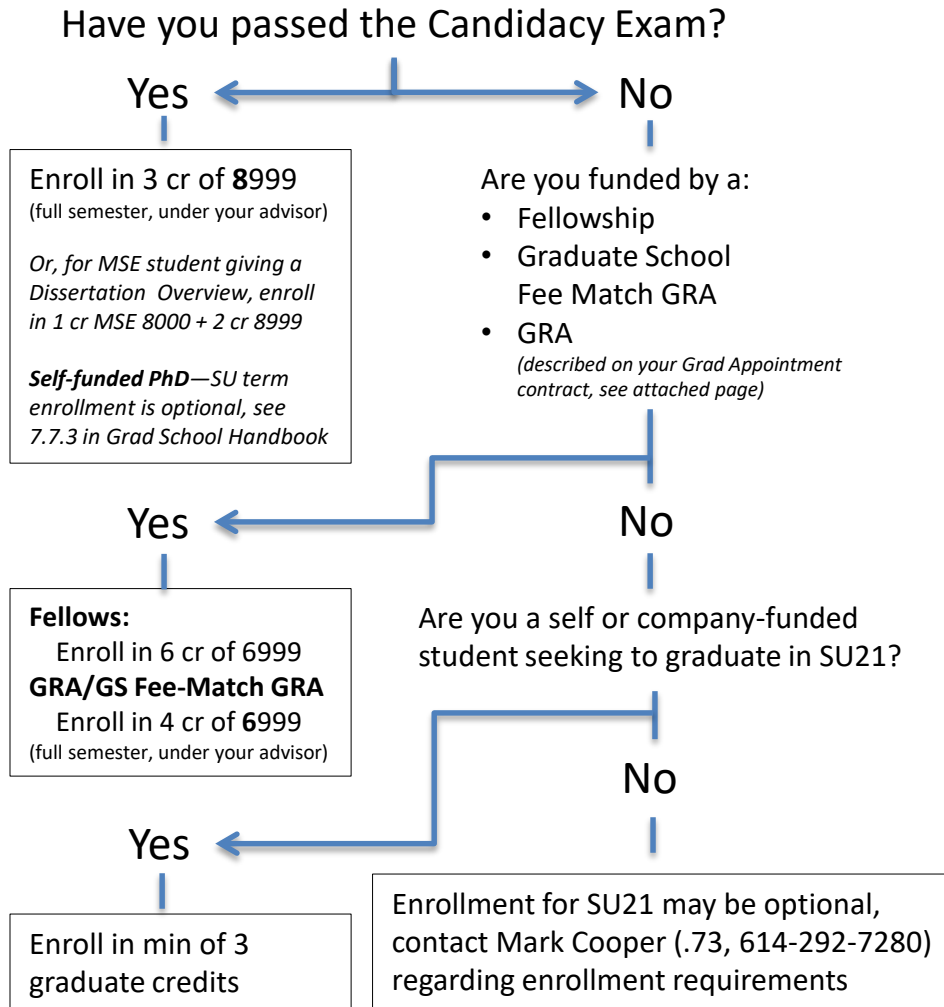 Have you passed the Candidacy Exam?
Yes
No
Enroll in 3 cr of 8999
(full semester, under your advisor)
Or, for MSE student giving a
Dissertation Overview, enroll
in 1 cr MSE 8000 + 2 cr 8999
Self-funded PhD—SU term
enrollment is optional, see
7.7.3 in Grad School Handbook
Are you funded by a:
• Fellowship
• Graduate School
Fee Match GRA
• GRA
(described on your Grad Appointment
contract, see attached page)
Yes
No
Fellows:
Enroll in 6 cr of 6999
GRA/GS Fee-Match GRA
Enroll in 4 cr of 6999
(full semester, under your advisor)
Are you a self or company-funded
student seeking to graduate in SU21?
Yes
No
Enroll in min of 3
graduate credits
Enrollment for SU21 may be optional,
contact Mark Cooper (.73, 614-292-7280)
regarding enrollment requirements